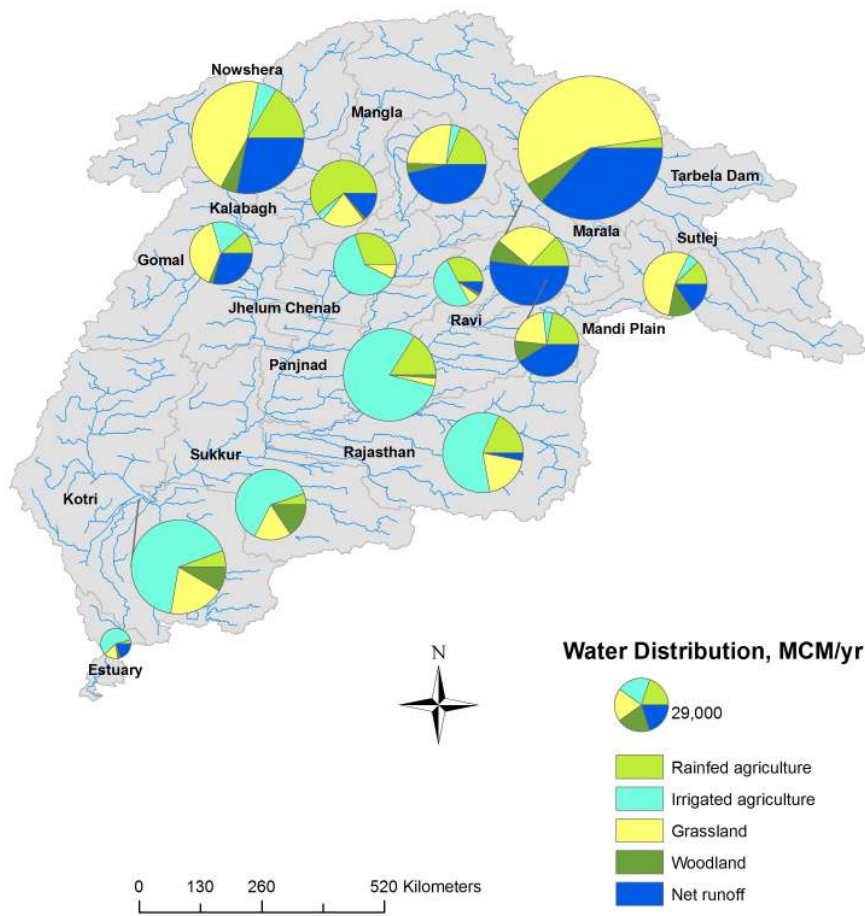 Nowshera
Mangla
Tarbela Dam
Kalabagh
Marala
Sutlej
Gomal
Jhelum Chenab
Ravi
Mandi Plain
Panjnad
Sukkur
Rajasthan
Kotri
Estuary
N
Water Distribution, MCM/yr
29,000
Rainfed agriculture
Irrigated agriculture
Grassland
Woodland
Net runoff
0 130 260 520 Kilometers